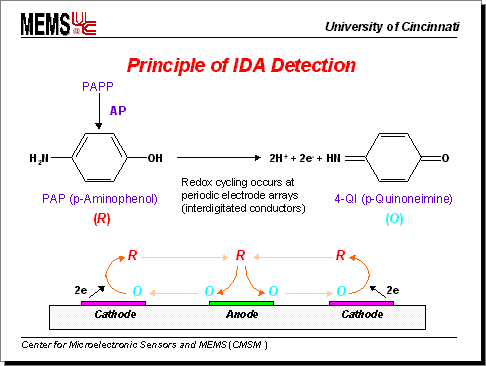 MEMS UC @ University of Cincinnati
Principle of IDA Detection
PAPP
AP
H2N OH 2H+ + 2e- + HN O
Redox cycling occurs at
periodic electrode arrays
(interdigitated conductors)
PAP (p-Aminophenol) 4-QI (p-Quinoneimine)
(R) (O)
R R R
2e O O O O 2e
Cathode Anode Cathode
Center for Microelectronic Sensors and MEMS (CMSM )